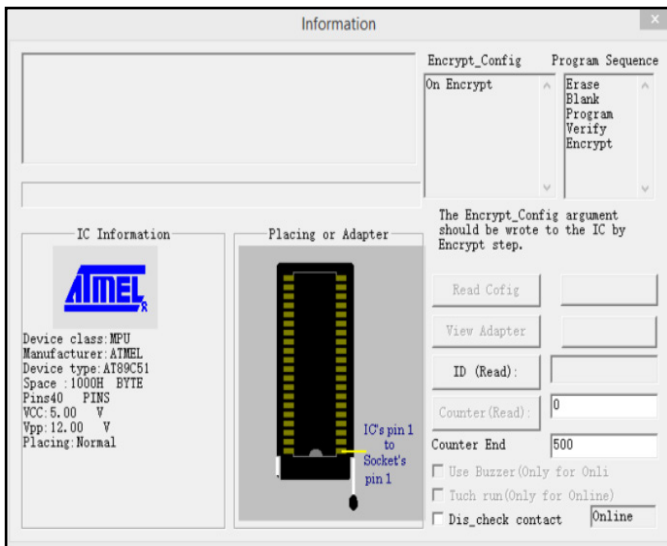 Information
x
Encrypt_Config
Program Sequence
On Encrypt
Erase
Blank
Program
Verify
Encrypt
The Encrypt_Config argument
should be wrote to the IC by
Encrypt step.
IC Information
ATMEL
R
Device class:MPU
Manufacturer:ATMEL
Device type:AT89C51
Space :1000H BYTE
Pins40 PINS
VCC:5.00 V
Vpp:12.00 V
Placing:Normal
Placing or Adapter
IC's pin 1
to
Socket's
pin 1
Read Cofig
View Adapter
ID (Read):
Counter(Read):
0
Counter End
500
Use Buzzer(Only for Onli
Tuch run(Only for Online)
Dis_check contact
Online